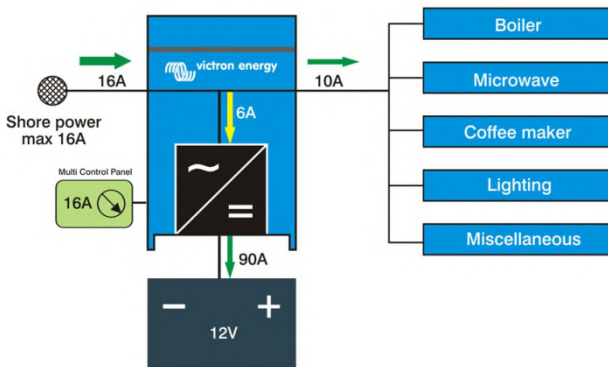 victron energy
16A
10A
Shore power
max 16A
6A
Multi Control Panel
16A
~
=
90A
− +
12V
Boiler
Microwave
Coffee maker
Lighting
Miscellaneous